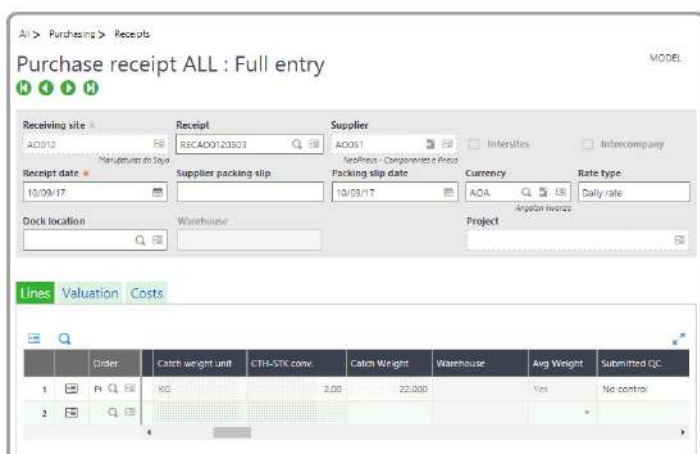 All > Purchasing > Receipts
Purchase receipt ALL : Full entry
MODEL
Receiving site * Receipt Supplier
AO012 RECAO0120303 AO051 Intersites Intercompany
Manufaturas do Soyo NeoPneus - Componentes e Pneus
Receipt date * Supplier packing slip Packing slip date Currency Rate type
10/09/17 10/09/17 AOA Daily rate
Angolan kwanza
Dock location Warehouse Project
Lines Valuation Costs
Order Catch weight unit CTH-STK conv. Catch Weight Warehouse Avg Weight Submitted QC
1 KG 2.00 22.000 Yes No control
2